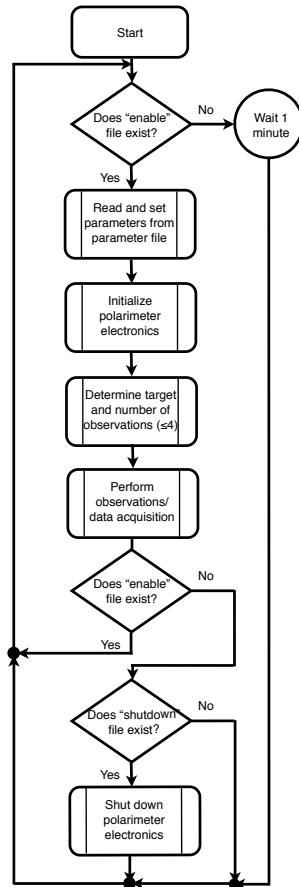 Start
Does "enable"
file exist?
No
Wait 1
minute
Yes
Read and set
parameters from
parameter file
Initialize
polarimeter
electronics
Determine target
and number of
observations (≤4)
Perform
observations/
data acquisition
Does "enable"
file exist?
No
Yes
Does "shutdown"
file exist?
No
Yes
Shut down
polarimeter
electronics